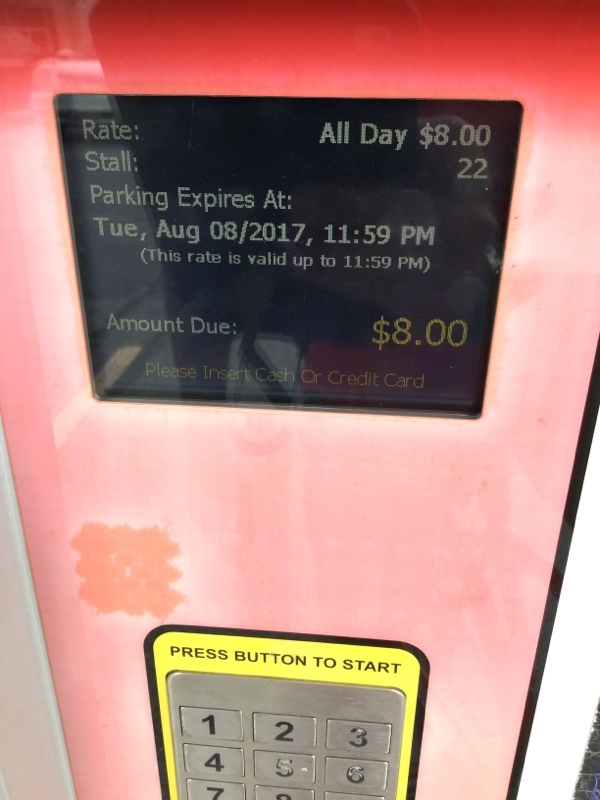 Rate: All Day $8.00
Stall: 22
Parking Expires At:
Tue, Aug 08/2017, 11:59 PM
(This rate is valid up to 11:59 PM)
Amount Due: $8.00
Please Insert Cash Or Credit Card
PRESS BUTTON TO START
1 2 3
4 5 6
7 8